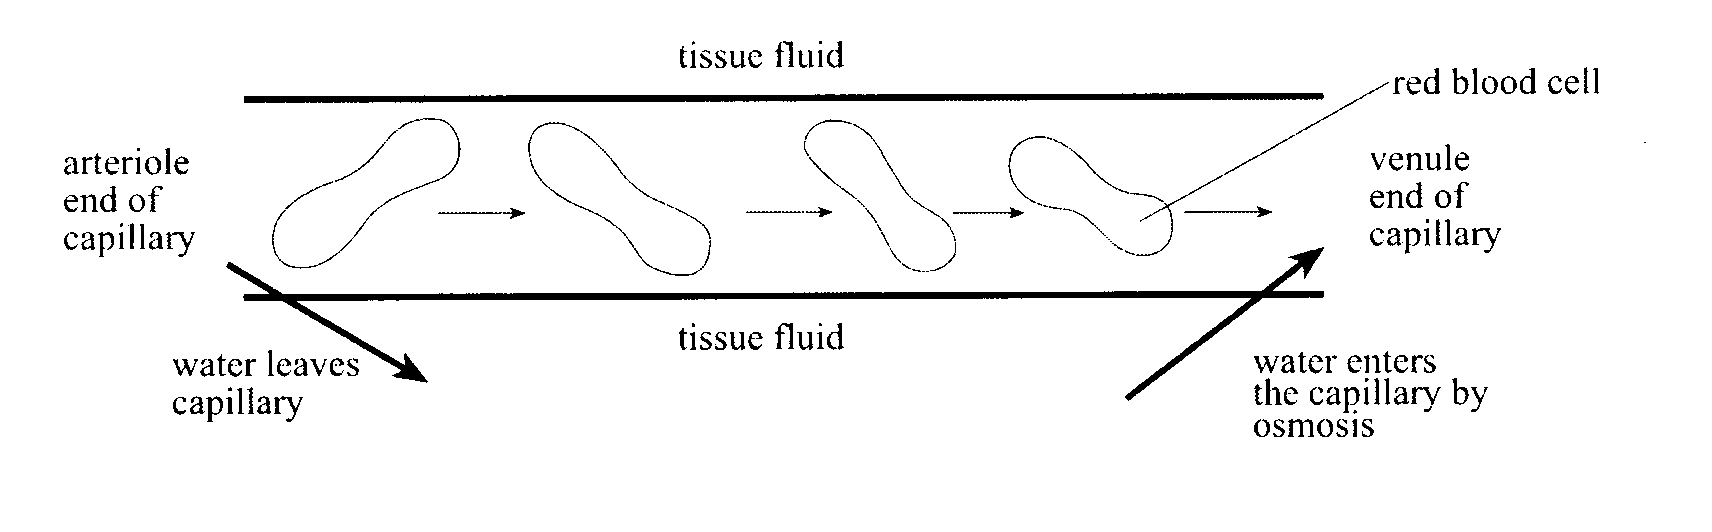 tissue fluid
red blood cell
arteriole
end of
capillary
venule
end of
capillary
tissue fluid
water leaves
capillary
water enters
the capillary by
osmosis